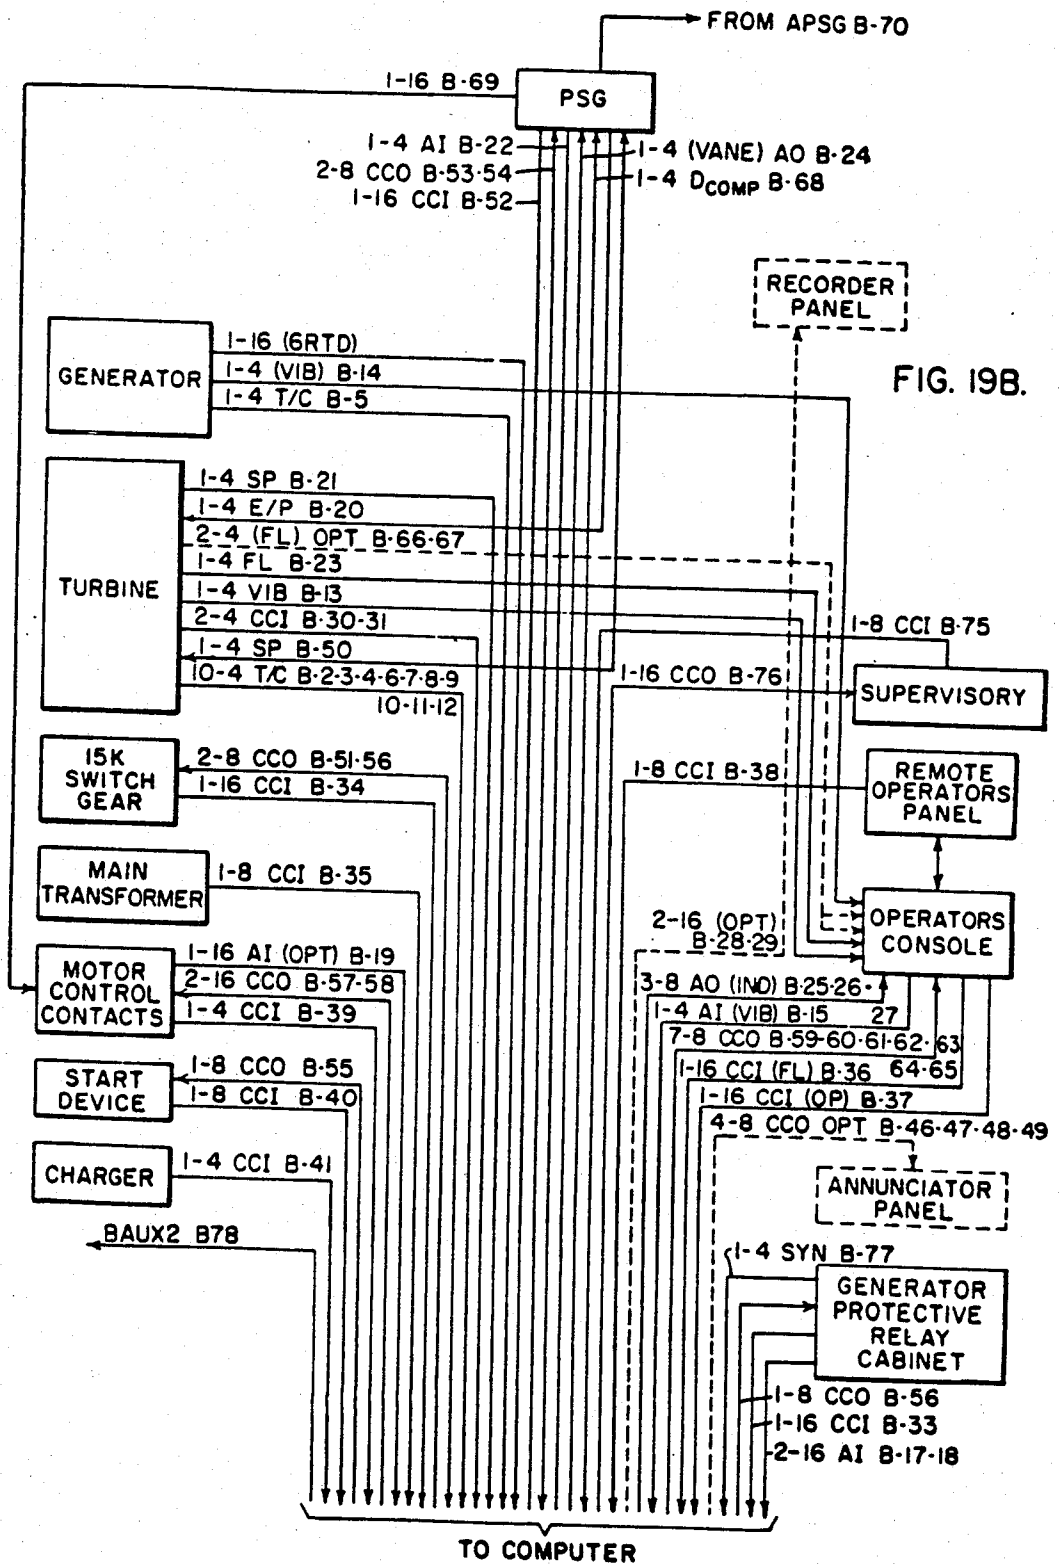 FROM APSG B-70
1-16 B-69
PSG
1-4 AI B-22
1-4 (VANE) AO B-24
2-8 CCO B-53-54
1-4 DCOMP B-68
1-16 CCI B-52
RECORDER
PANEL
FIG. 19B.
GENERATOR
1-16 (6RTD)
1-4 (VIB) B-14
1-4 T/C B-5
TURBINE
1-4 SP B-21
1-4 E/P B-20
2-4 (FL) OPT B-66-67
1-4 FL B-23
1-4 VIB B-13
2-4 CCI B-30-31
1-4 SP B-50
10-4 T/C B-2-3-4-6-7-8-9
10-11-12
1-8 CCI B-75
1-16 CCO B-76
SUPERVISORY
15K
SWITCH
GEAR
2-8 CCO B-51-56
1-16 CCI B-34
1-8 CCI B-38
REMOTE
OPERATORS
PANEL
MAIN
TRANSFORMER
1-8 CCI B-35
2-16 (OPT)
B-28-29
OPERATORS
CONSOLE
MOTOR
CONTROL
CONTACTS
1-16 AI (OPT) B-19
2-16 CCO B-57-58
1-4 CCI B-39
3-8 AO (IND) B-25-26-
27
1-4 AI (VIB) B-15
7-8 CCO B-59-60-61-62-63
64-65
1-16 CCI (FL) B-36
1-16 CCI (OP) B-37
4-8 CCO OPT B-46-47-48-49
START
DEVICE
1-8 CCO B-55
1-8 CCI B-40
CHARGER
1-4 CCI B-41
ANNUNCIATOR
PANEL
BAUX2 B78
1-4 SYN B-77
GENERATOR
PROTECTIVE
RELAY
CABINET
1-8 CCO B-56
1-16 CCI B-33
2-16 AI B-17-18
TO COMPUTER